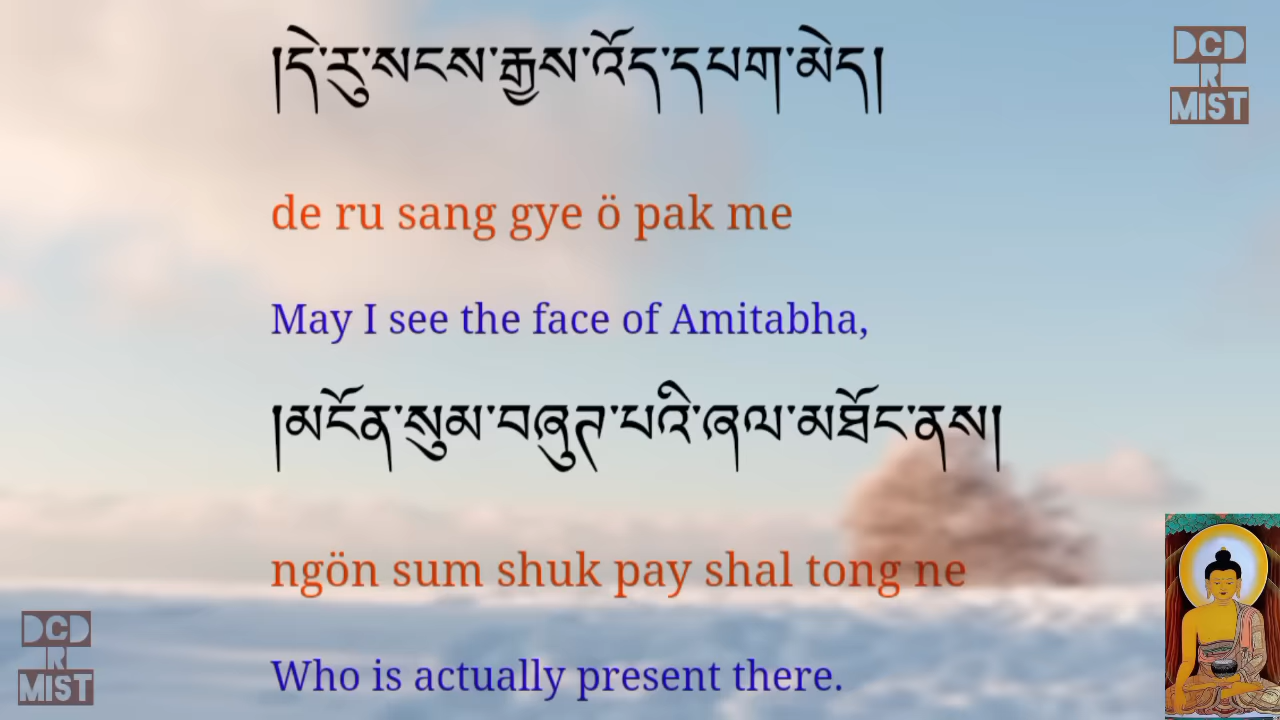 DCD
R
MIST
།དེ་རུ་སངས་རྒྱས་འོད་དཔག་མེད།
de ru sang gye ö pak me
May I see the face of Amitabha,
།མངོན་སུམ་བཞུཊ་པའི་ཞལ་མཐོང་ནས།
ngön sum shuk pay shal tong ne
Who is actually present there.
DCD
R
MIST